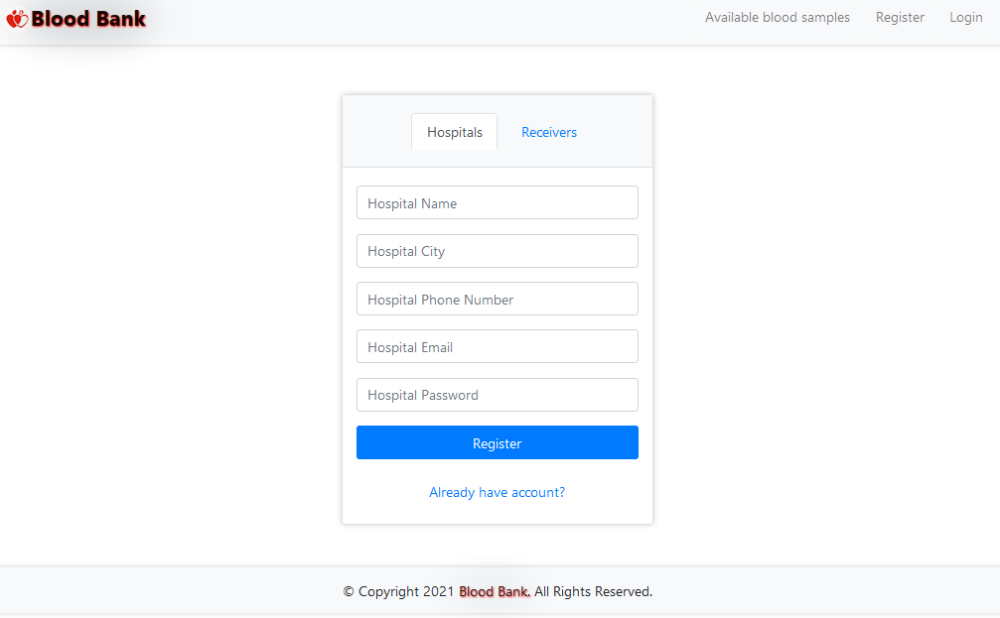 Blood Bank
Available blood samples Register Login
Hospitals Receivers
Hospital Name
Hospital City
Hospital Phone Number
Hospital Email
Hospital Password
Register
Already have account?
© Copyright 2021 Blood Bank. All Rights Reserved.